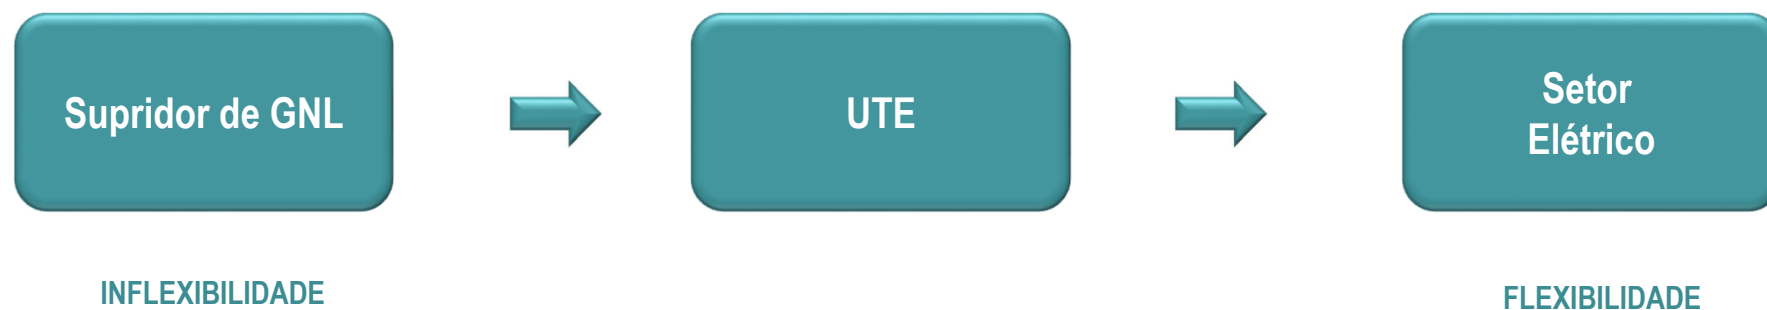 Supridor de GNL
UTE
Setor
Elétrico
INFLEXIBILIDADE
FLEXIBILIDADE